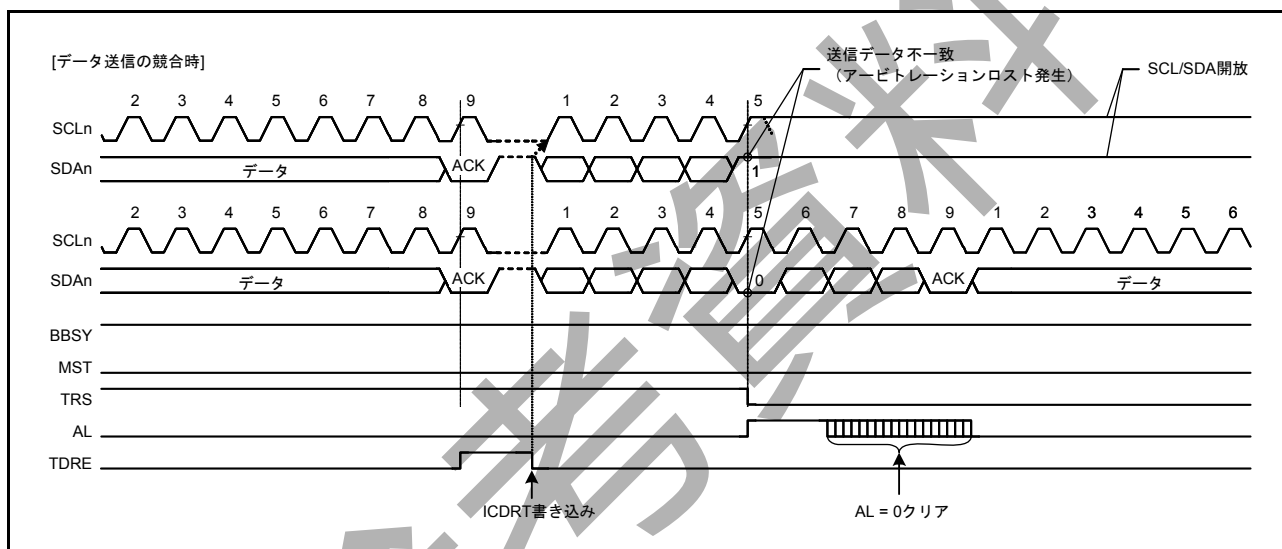 [データ送信の競合時]
送信データ不一致
（アービトレーションロスト発生）
SCL/SDA開放
2 3 4 5 6 7 8 9 1 2 3 4 5
SCLn
SDAn データ ACK 1
2 3 4 5 6 7 8 9 1 2 3 4 5 6 7 8 9 1 2 3 4 5 6
SCLn
SDAn データ ACK 0 ACK データ
BBSY
MST
TRS
AL
TDRE
ICDRT書き込み
AL = 0クリア
考資料